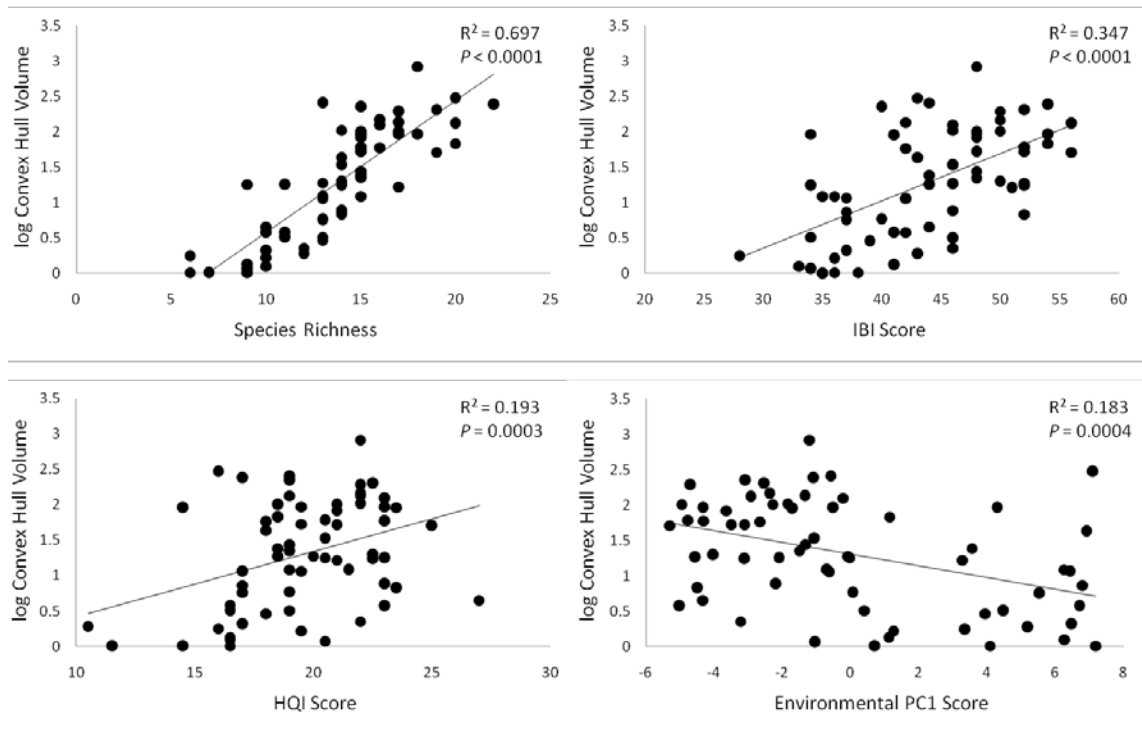 R² = 0.697
P < 0.0001
log Convex Hull Volume
3.5
3
2.5
2
1.5
1
0.5
0
0 5 10 15 20 25
Species Richness
R² = 0.347
P < 0.0001
log Convex Hull Volume
3.5
3
2.5
2
1.5
1
0.5
0
20 25 30 35 40 45 50 55 60
IBI Score
R² = 0.193
P = 0.0003
log Convex Hull Volume
3.5
3
2.5
2
1.5
1
0.5
0
10 15 20 25 30
HQI Score
R² = 0.183
P = 0.0004
log Convex Hull Volume
3.5
3
2.5
2
1.5
1
0.5
0
-6 -4 -2 0 2 4 6 8
Environmental PC1 Score